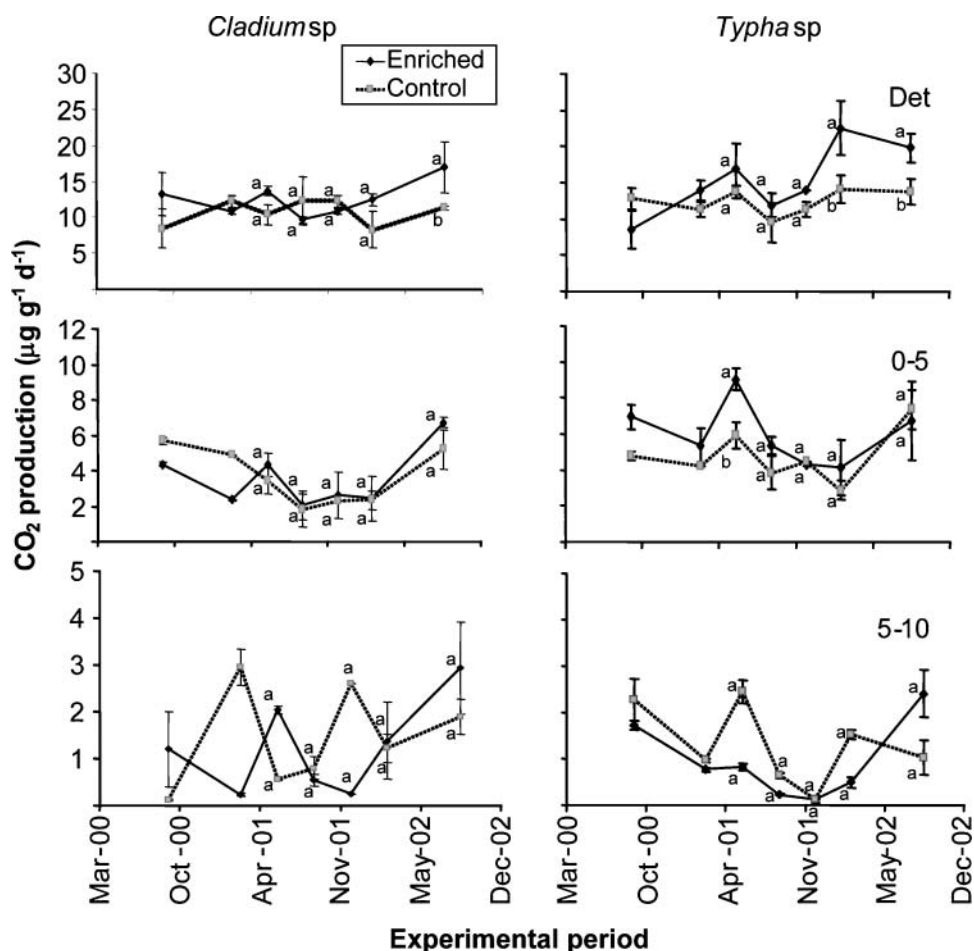 Cladium sp
Typha sp
Enriched
Control
Det
30
25
20
15
10
5
a a a a a a
a a a a b
a a a a a
a a a b b
CO₂ production (µg g⁻¹ d⁻¹)
0-5
12
10
8
6
4
2
a a a a a
a a a a a
a a a a a
b a a a a
5-10
5
4
3
2
1
a a a a a
a a a a a
a a a a a
a a a a a
Mar-00
Oct -00
Apr-01
Nov-01
May-02
Dec-02
Mar-00
Oct -00
Apr-01
Nov-01
May-02
Dec-02
Experimental period